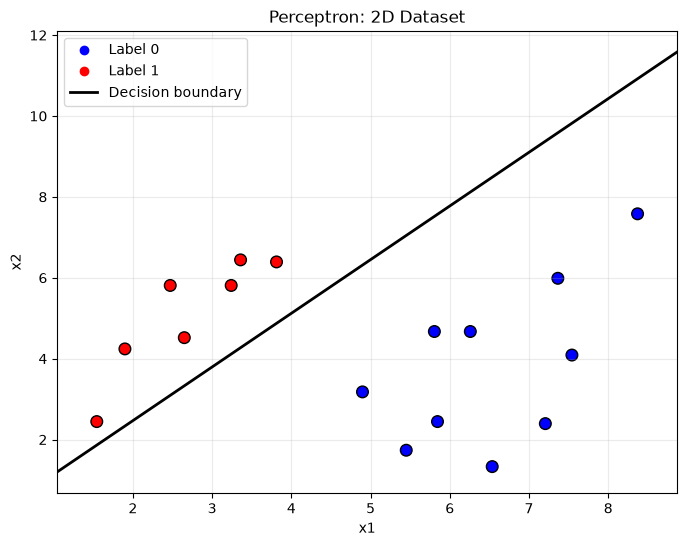 Perceptron: 2D Dataset
Label 0
Label 1
Decision boundary
12
10
8
6
4
2
x2
2 3 4 5 6 7 8
x1